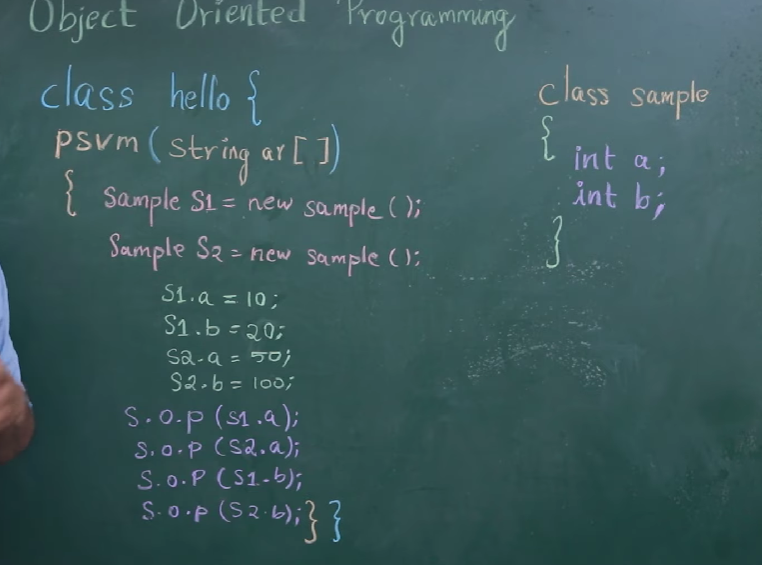 Object Oriented Programming
class hello {
psvm (String ar [ ])
{ Sample S1 = new sample ( );
Sample S2 = new sample ( );
S1.a = 10;
S1.b = 20;
S2.a = 50;
S2.b = 100;
S.O.p (S1.a);
S.O.P (S2.a);
S.O.P (S1.b);
S.O.P (S2.b); } }
class sample
{
int a;
int b;
}